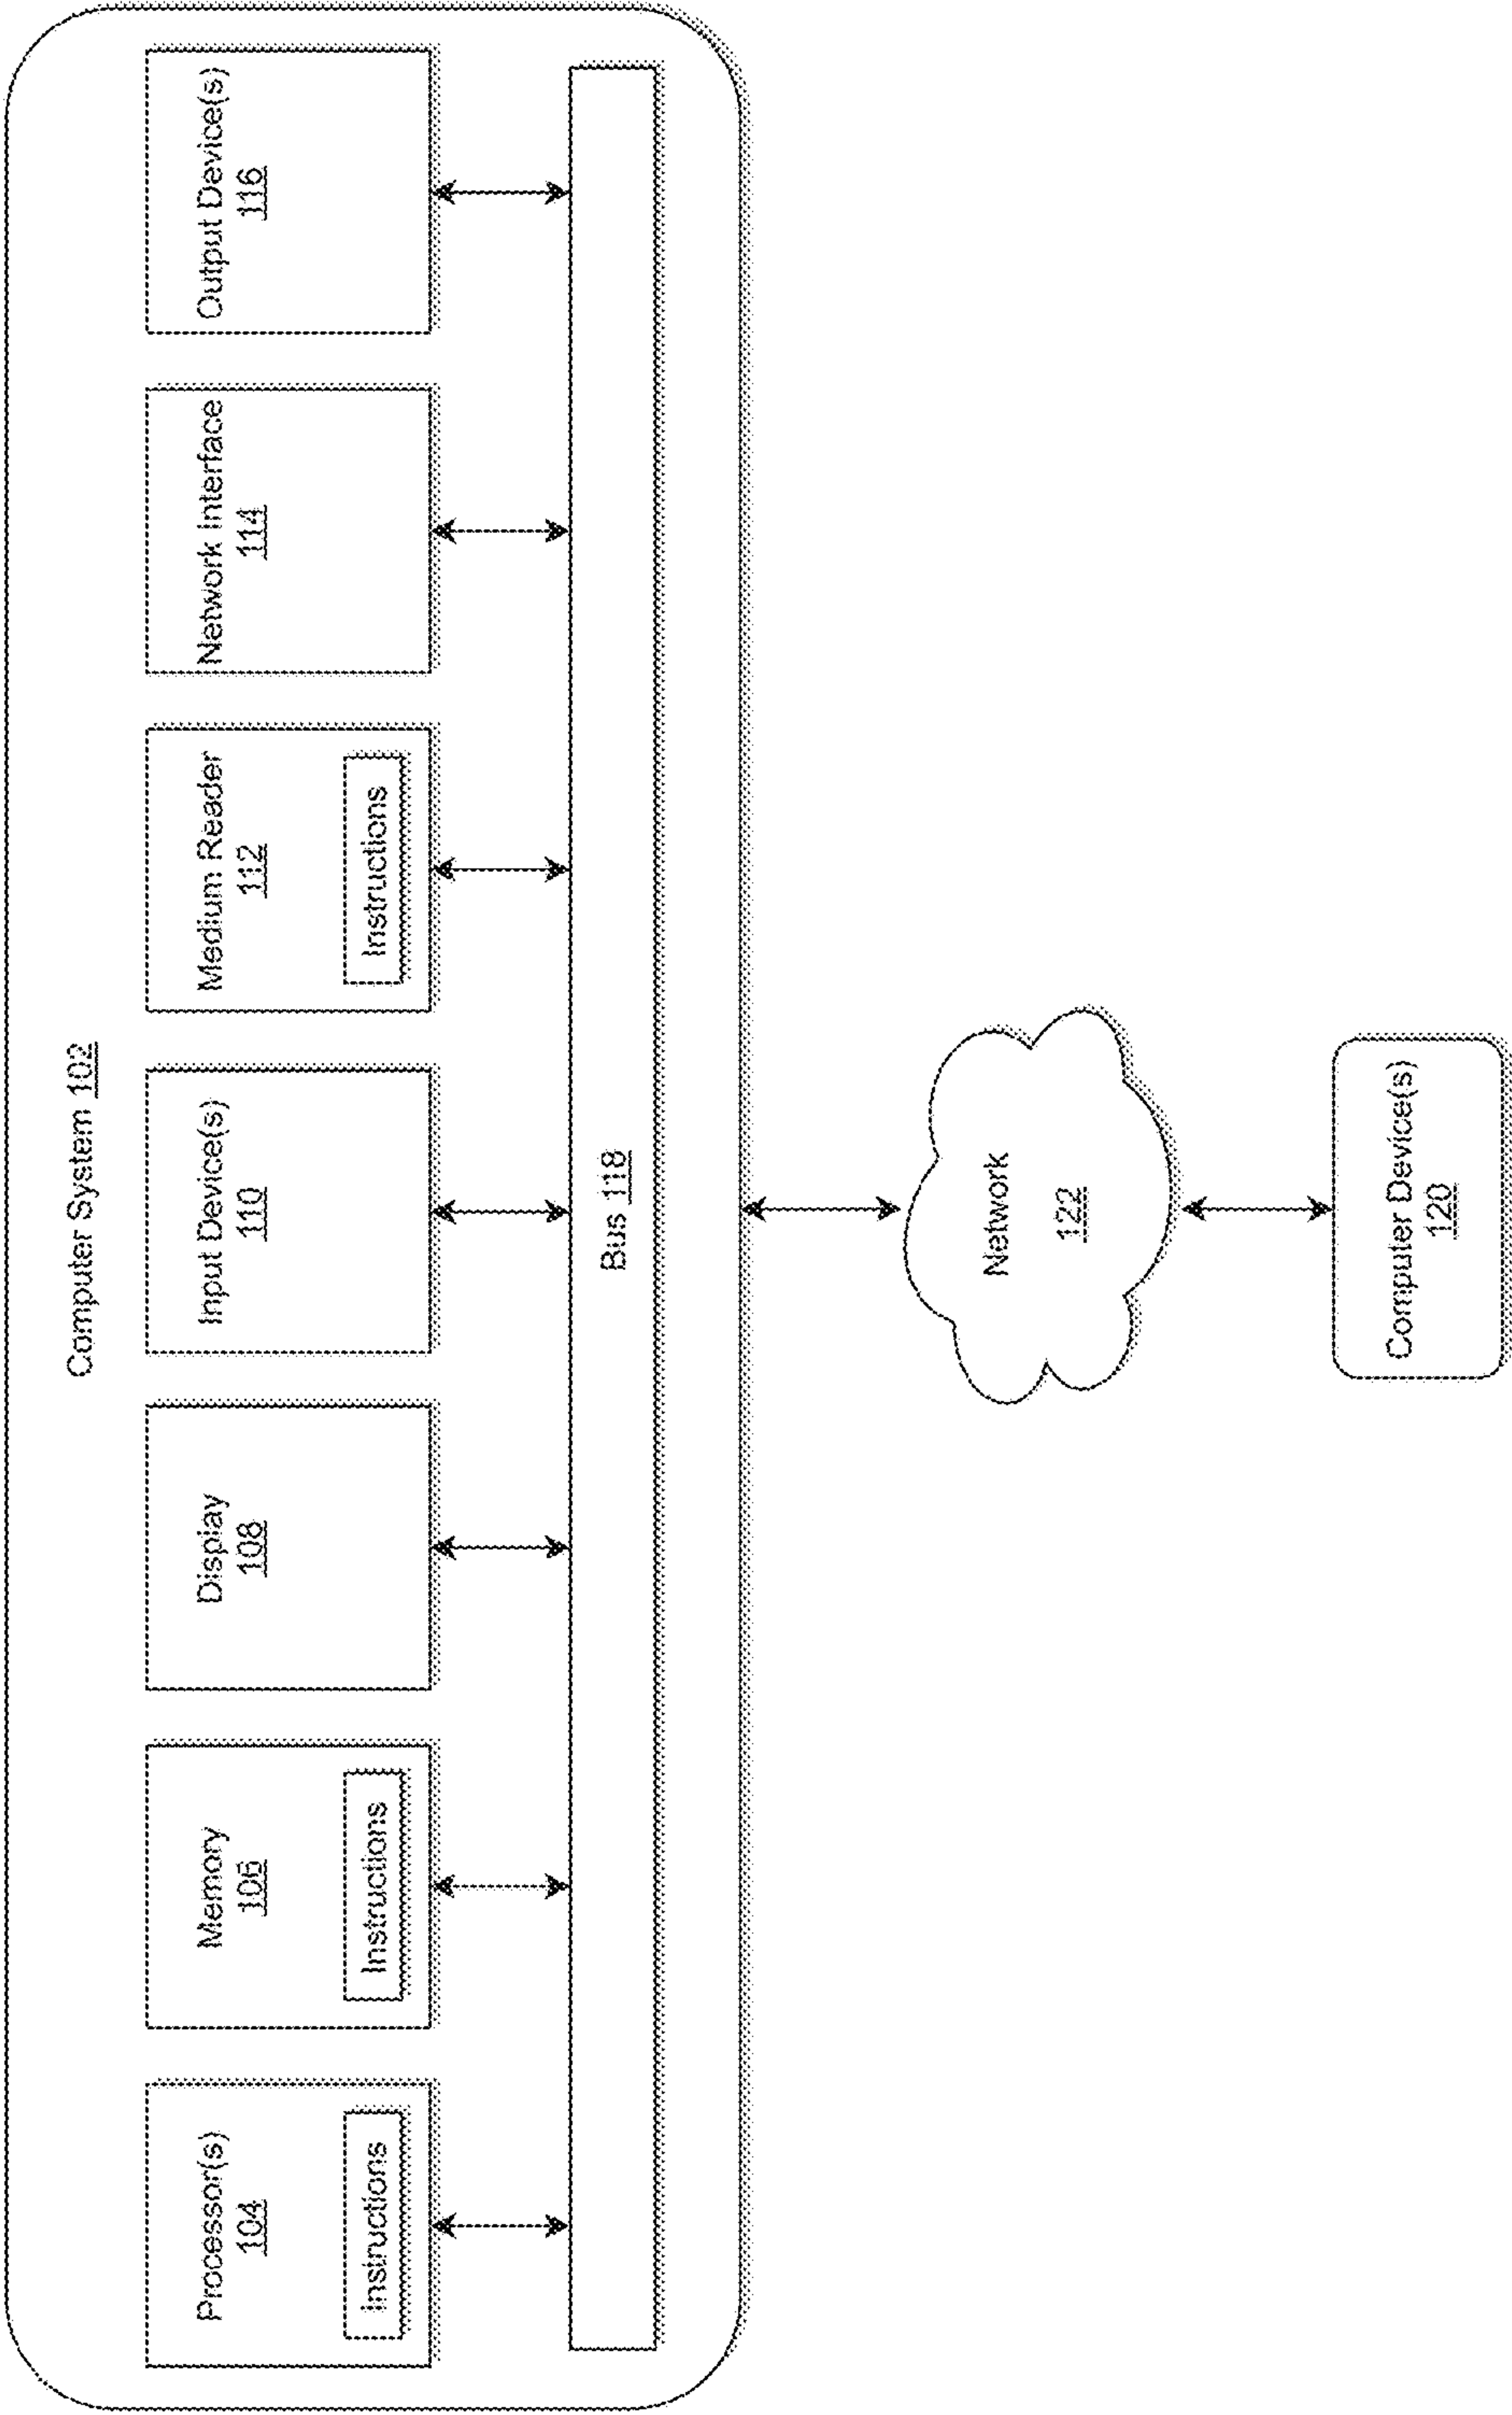 Computer System 102
Processor(s)
104
Instructions
Memory
106
Instructions
Display
108
Input Device(s)
110
Medium Reader
112
Instructions
Network Interface
114
Output Device(s)
116
Bus 118
Network
122
Computer Device(s)
120